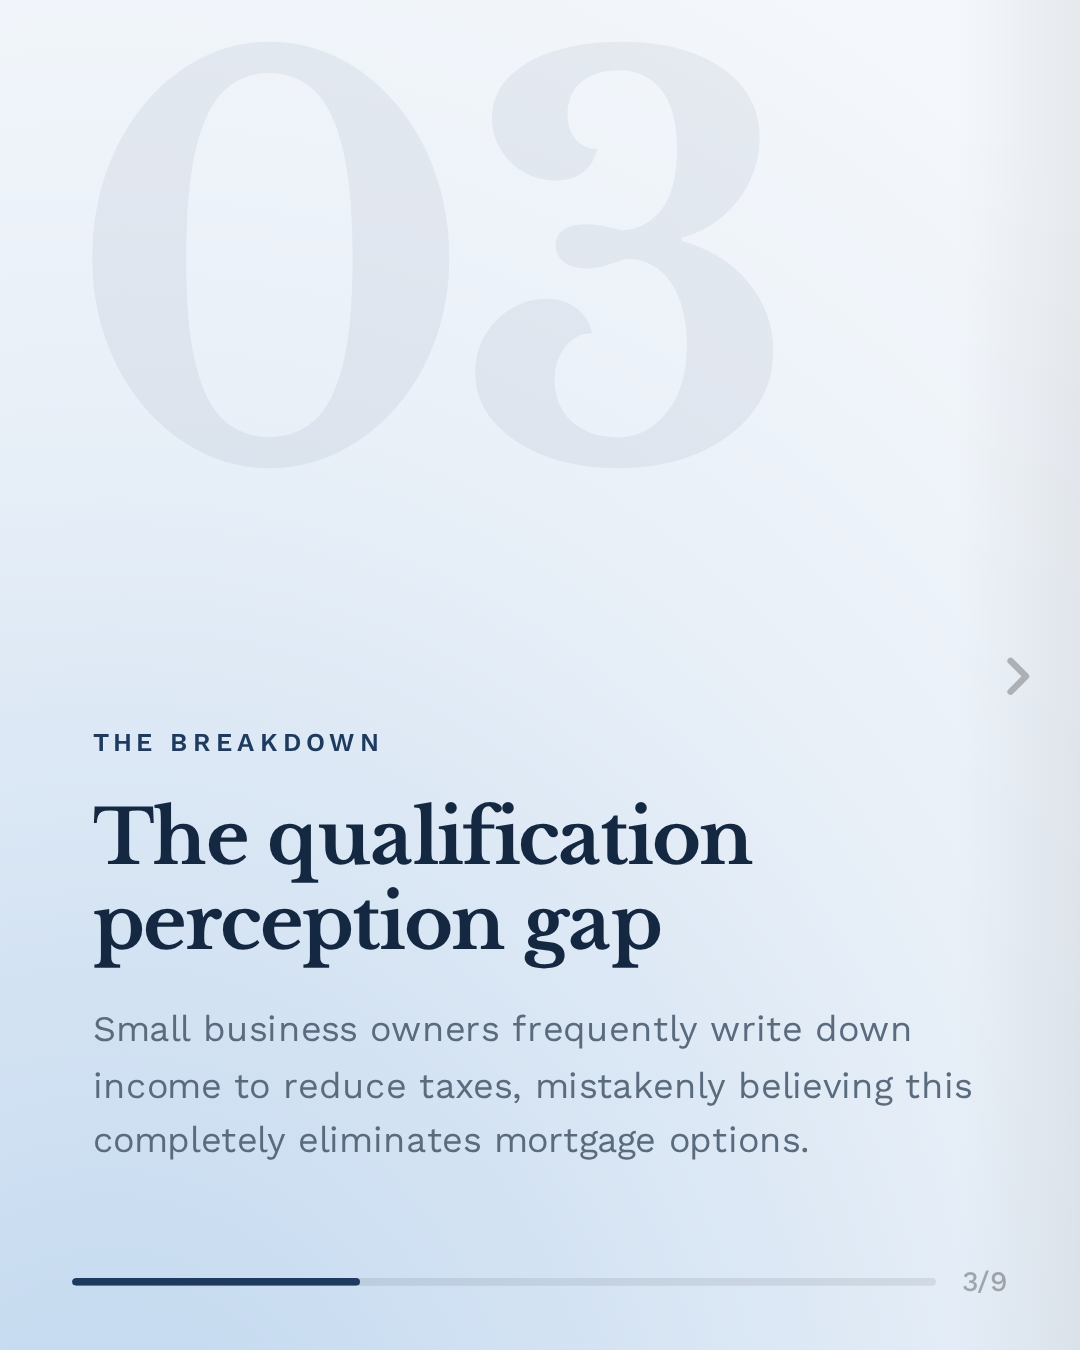 03
THE BREAKDOWN
The qualification
perception gap
Small business owners frequently write down
income to reduce taxes, mistakenly believing this
completely eliminates mortgage options.
3/9